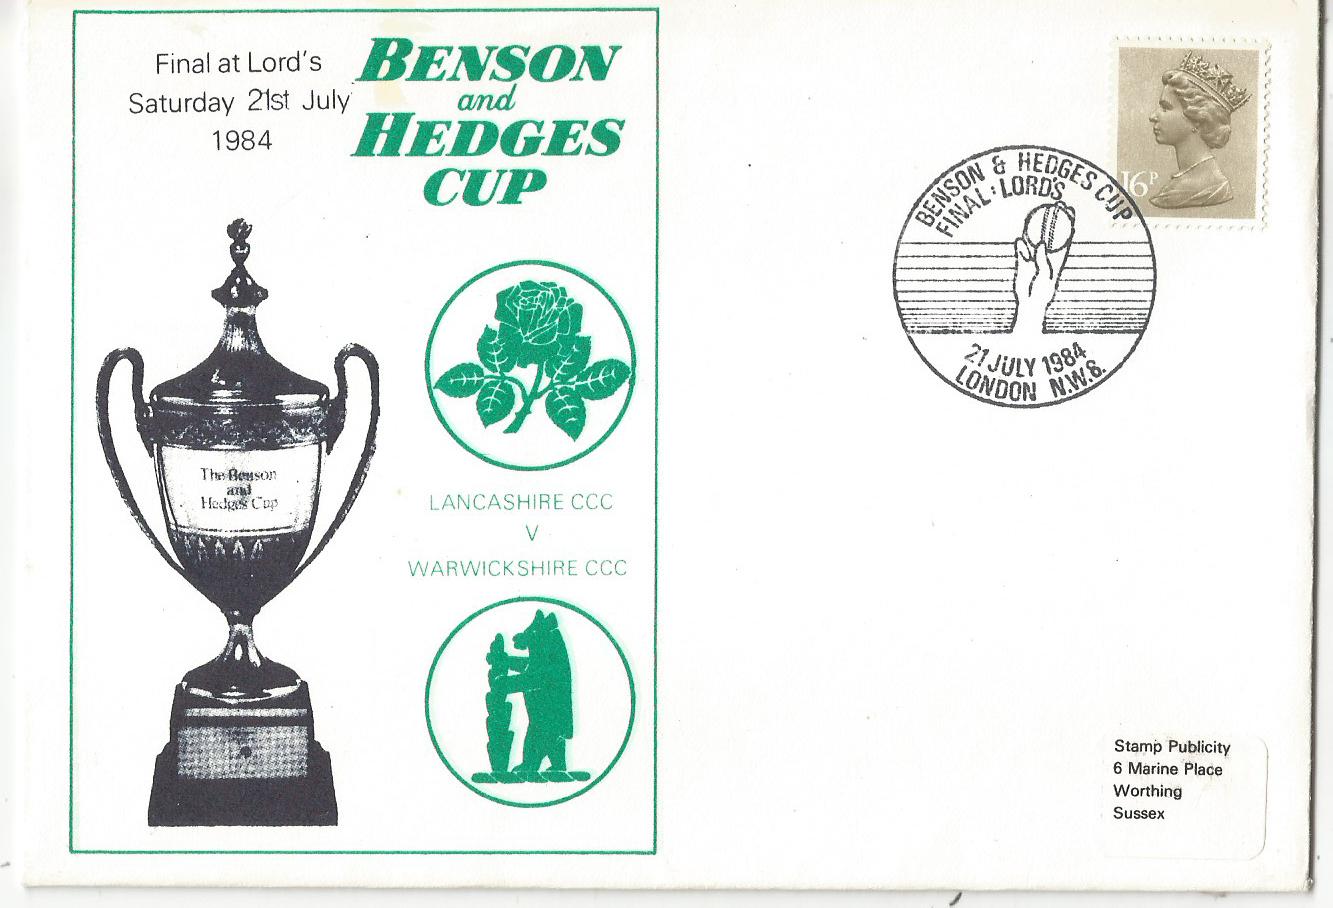 Final at Lord's
Saturday 21st July
1984
BENSON
and
HEDGES
CUP
The Benson
and
Hedges Cup
LANCASHIRE CCC
V
WARWICKSHIRE CCC
BENSON & HEDGES CUP
FINAL: LORD'S
21 JULY 1984
LONDON N.W.8.
16P
Stamp Publicity
6 Marine Place
Worthing
Sussex